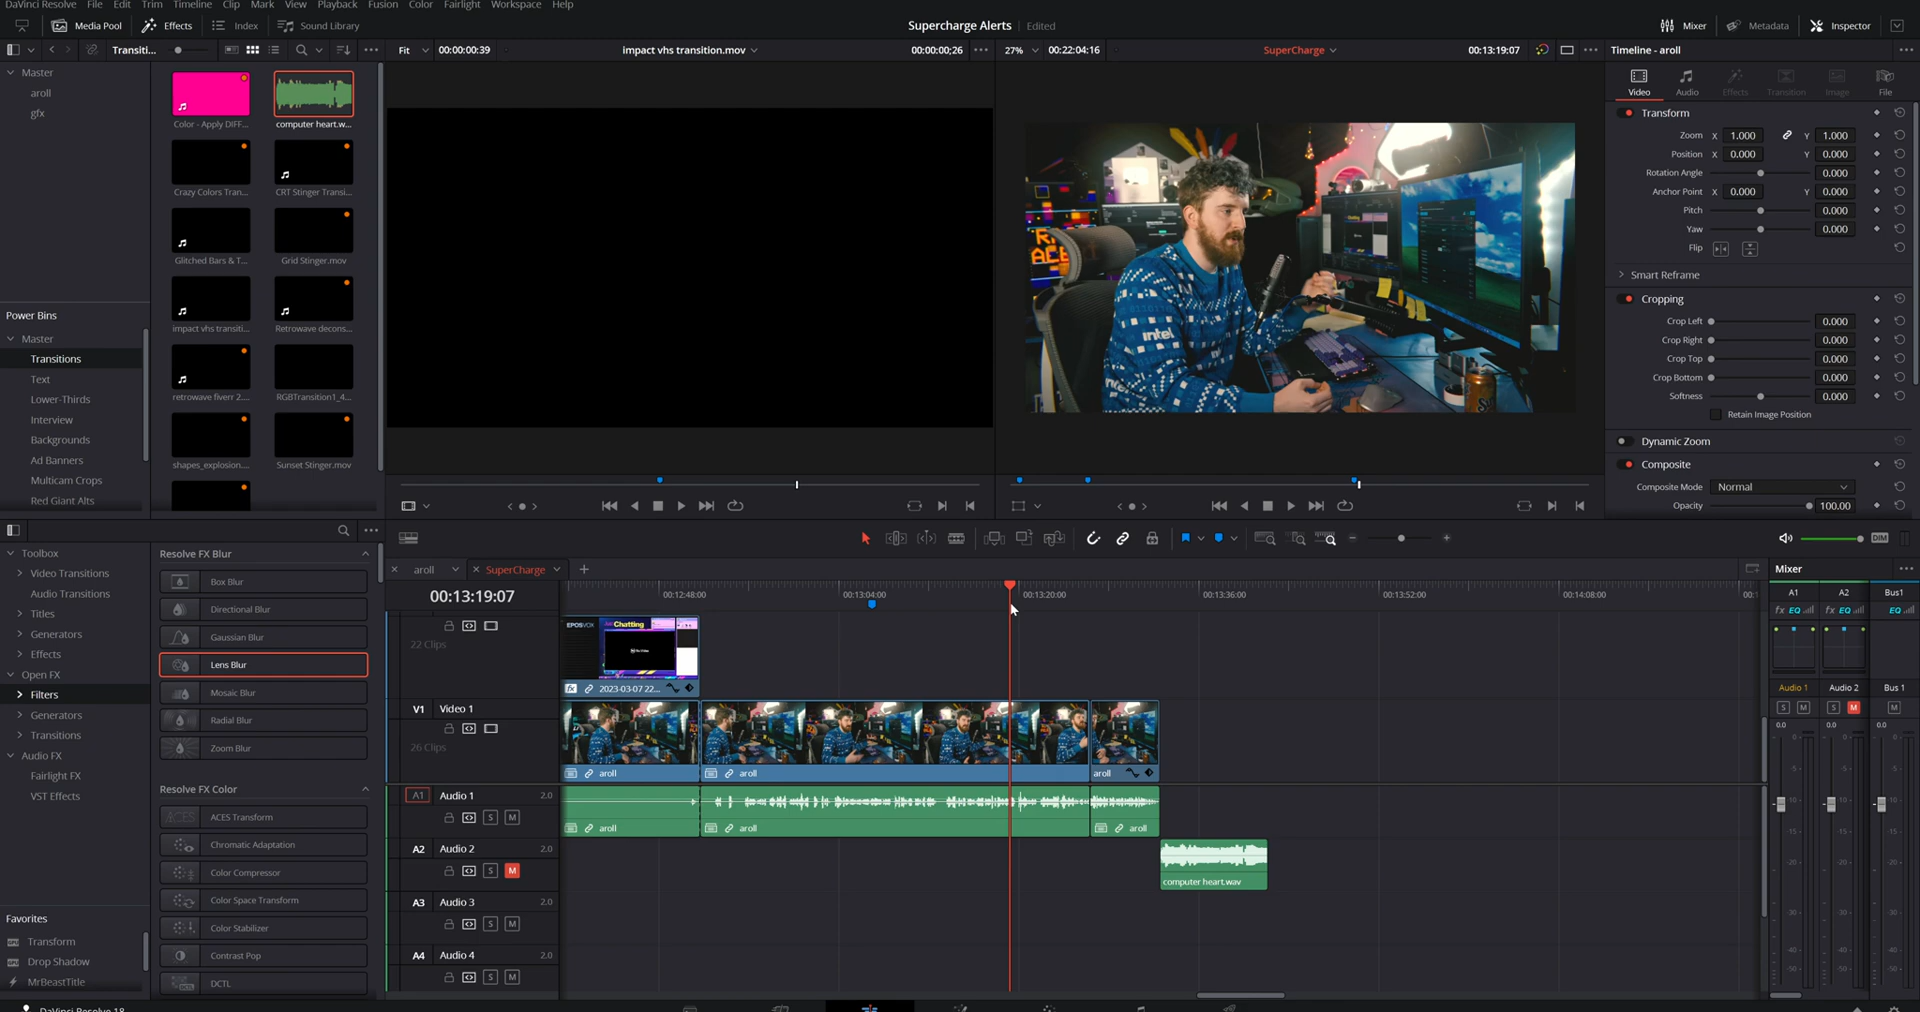 DaVinci Resolve File Edit Trim Timeline Clip Mark View Playback Fusion Color Fairlight Workspace Help
Media Pool Effects Index Sound Library
Supercharge Alerts Edited
Mixer Metadata Inspector
Transiti...
Fit 00:00:00:39 impact vhs transition.mov 00:00:00;26
27% 00:22:04:16 SuperCharge 00:13:19:07
Timeline - aroll
Master
aroll
gfx
Color - Apply DIFF... computer heart.w...
Crazy Colors Tran... CRT Stinger Transi...
Glitched Bars & T... Grid Stinger.mov
impact vhs transiti... Retrowave decons...
retrowave fiverr 2.... RGBTransition1_4...
shapes_explosion.... Sunset Stinger.mov
Power Bins
Master
Transitions
Text
Lower-Thirds
Interview
Backgrounds
Ad Banners
Multicam Crops
Red Giant Alts
intel
Video Audio Effects Transition Image File
Transform
Zoom X 1.000 Y 1.000
Position X 0.000 Y 0.000
Rotation Angle 0.000
Anchor Point X 0.000 Y 0.000
Pitch 0.000
Yaw 0.000
Flip
Smart Reframe
Cropping
Crop Left 0.000
Crop Right 0.000
Crop Top 0.000
Crop Bottom 0.000
Softness 0.000
Retain Image Position
Dynamic Zoom
Composite
Composite Mode Normal
Opacity 100.00
Toolbox
Video Transitions
Audio Transitions
Titles
Generators
Effects
Open FX
Filters
Generators
Transitions
Audio FX
Fairlight FX
VST Effects
Favorites
Transform
Drop Shadow
MrBeastTitle
Resolve FX Blur
Box Blur
Directional Blur
Gaussian Blur
Lens Blur
Mosaic Blur
Radial Blur
Zoom Blur
Resolve FX Color
ACES Transform
Chromatic Adaptation
Color Compressor
Color Space Transform
Color Stabilizer
Contrast Pop
DCTL
DIM
aroll SuperCharge
00:13:19:07
00:12:48:00 00:13:04:00 00:13:20:00 00:13:36:00 00:13:52:00 00:14:08:00
22 Clips
EPOSVOX Chatting
fx 2023-03-07 22...
V1 Video 1
26 Clips
aroll aroll aroll
A1 Audio 1 2.0
S M
aroll aroll aroll
A2 Audio 2 2.0
S M
computer heart.wav
A3 Audio 3 2.0
S M
A4 Audio 4 2.0
S M
Mixer
A1 A2 Bus1
fx EQ fx EQ EQ
Audio 1 Audio 2 Bus 1
S M S M M
0.0 0.0 0.0
DaVinci Resolve 18